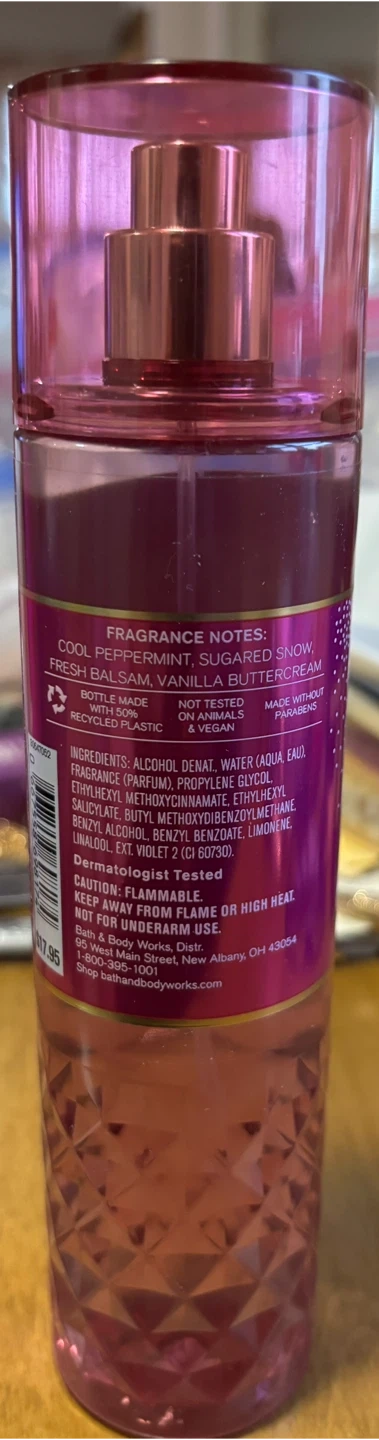 FRAGRANCE NOTES:
COOL PEPPERMINT, SUGARED SNOW,
FRESH BALSAM, VANILLA BUTTERCREAM
BOTTLE MADE
WITH 50%
RECYCLED PLASTIC
NOT TESTED
ON ANIMALS
& VEGAN
MADE WITHOUT
PARABENS
INGREDIENTS: ALCOHOL DENAT., WATER (AQUA, EAU),
FRAGRANCE (PARFUM), PROPYLENE GLYCOL,
ETHYLHEXYL METHOXYCINNAMATE, ETHYLHEXYL
SALICYLATE, BUTYL METHOXYDIBENZOYLMETHANE,
BENZYL ALCOHOL, BENZYL BENZOATE, LIMONENE,
LINALOOL, EXT. VIOLET 2 (CI 60730).
Dermatologist Tested
CAUTION: FLAMMABLE.
KEEP AWAY FROM FLAME OR HIGH HEAT.
NOT FOR UNDERARM USE.
Bath & Body Works, Distr.
95 West Main Street, New Albany, OH 43054
1-800-395-1001
Shop bathandbodyworks.com
$17.95